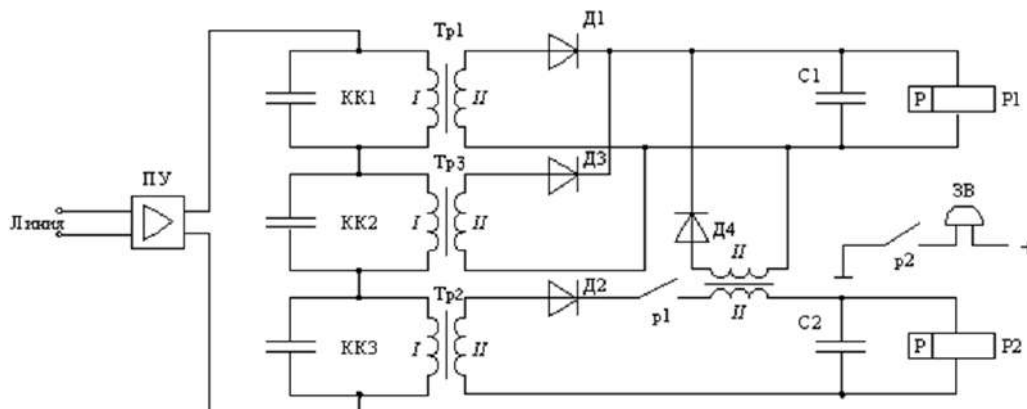 Тр1
Д1
КК1
I
II
С1
Р
Р1
ПУ
Линия
Тр3
Д3
КК2
I
II
Д4
II
ЗВ
р2
+
Тр2
Д2
р1
II
КК3
I
II
С2
Р
Р2